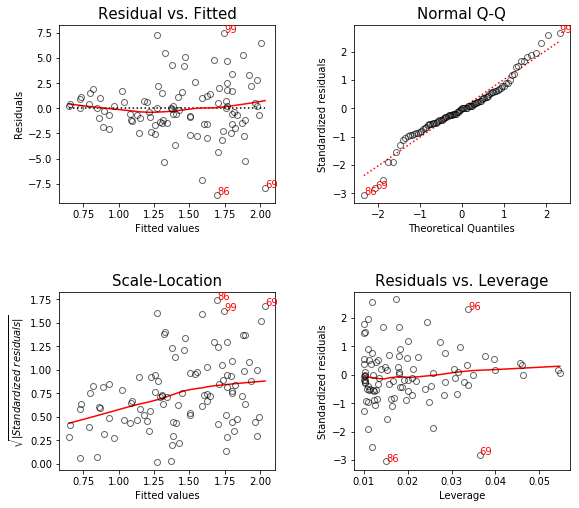 Residual vs. Fitted
Residuals
7.5
5.0
2.5
0.0
−2.5
−5.0
−7.5
99
86
69
0.75 1.00 1.25 1.50 1.75 2.00
Fitted values
Normal Q-Q
Standardized residuals
2
1
0
−1
−2
−3
99
86
69
−2 −1 0 1 2
Theoretical Quantiles
Scale-Location
√|Standardized residuals|
1.75
1.50
1.25
1.00
0.75
0.50
0.25
0.00
86
99
69
0.75 1.00 1.25 1.50 1.75 2.00
Fitted values
Residuals vs. Leverage
Standardized residuals
2
1
0
−1
−2
−3
96
69
86
0.01 0.02 0.03 0.04 0.05
Leverage